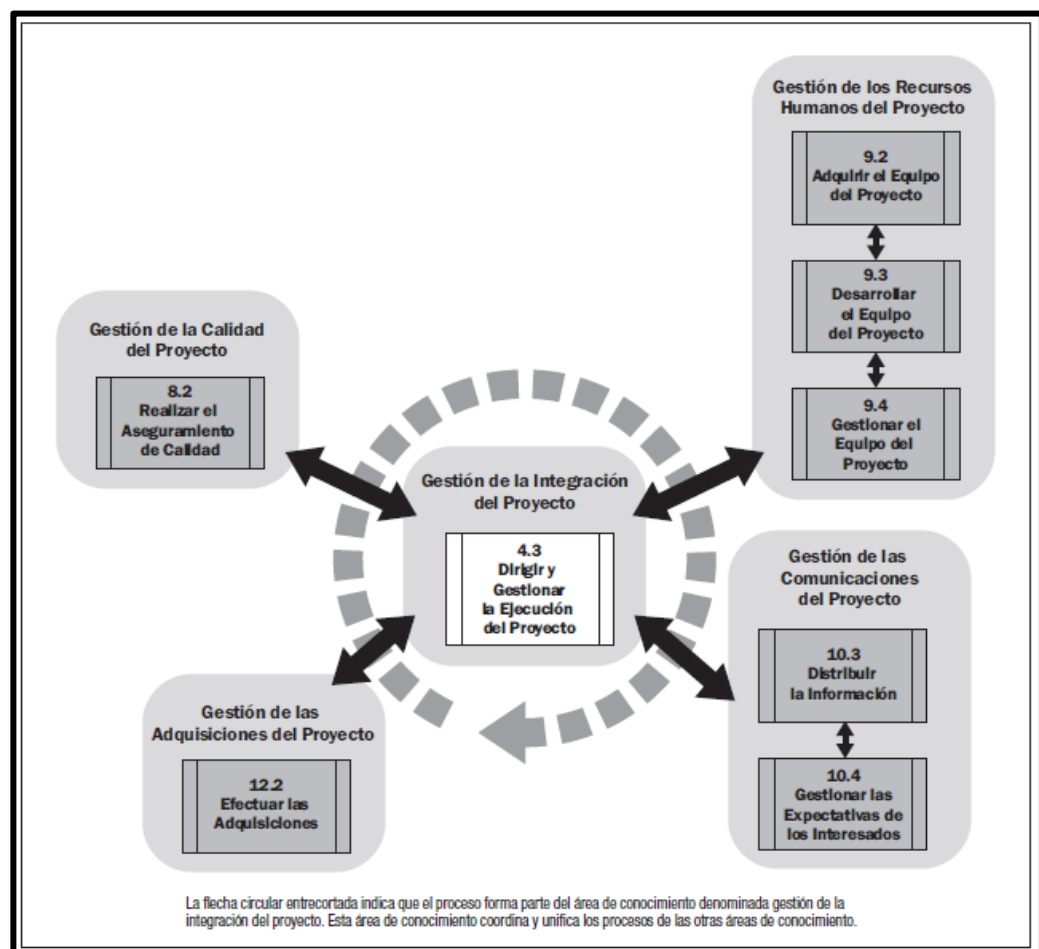 Gestión de los Recursos
Humanos del Proyecto
9.2
Adquirir el Equipo
del Proyecto
9.3
Desarrollar
el Equipo
del Proyecto
9.4
Gestionar el
Equipo del
Proyecto
Gestión de la Calidad
del Proyecto
8.2
Realizar el
Aseguramiento
de Calidad
Gestión de la Integración
del Proyecto
4.3
Dirigir y
Gestionar
la Ejecución
del Proyecto
Gestión de las
Comunicaciones
del Proyecto
10.3
Distribuir
la Información
10.4
Gestionar las
Expectativas de
los Interesados
Gestión de las
Adquisiciones del Proyecto
12.2
Efectuar las
Adquisiciones
La flecha circular entrecortada indica que el proceso forma parte del área de conocimiento denominada gestión de la
integración del proyecto. Esta área de conocimiento coordina y unifica los procesos de las otras áreas de conocimiento.